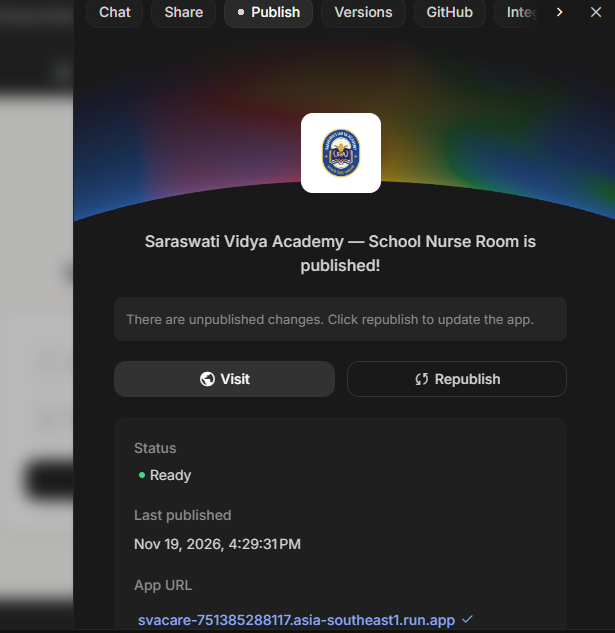 Chat
Share
Publish
Versions
GitHub
Integ
Saraswati Vidya Academy — School Nurse Room is
published!
There are unpublished changes. Click republish to update the app.
Visit
Republish
Status
Ready
Last published
Nov 19, 2026, 4:29:31 PM
App URL
svacare-751385288117.asia-southeast1.run.app